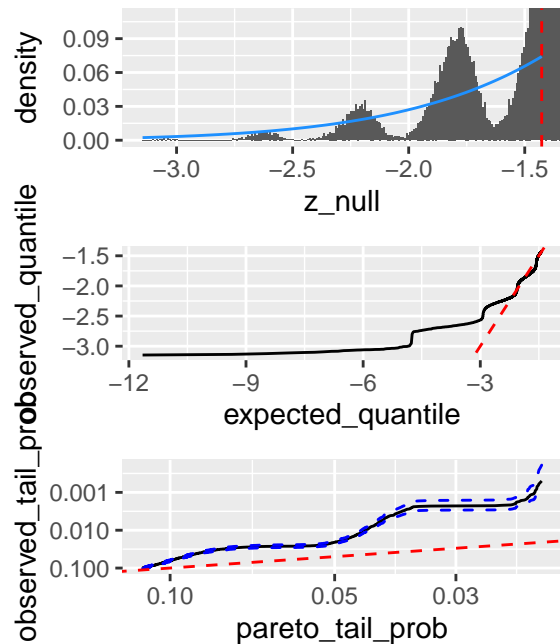 density
0.09
0.06
0.03
0.00
−3.0 −2.5 −2.0 −1.5
z_null
observed_quantile
−1.5
−2.0
−2.5
−3.0
−12 −9 −6 −3
expected_quantile
observed_tail_prob
0.001
0.010
0.100
0.10 0.05 0.03
pareto_tail_prob